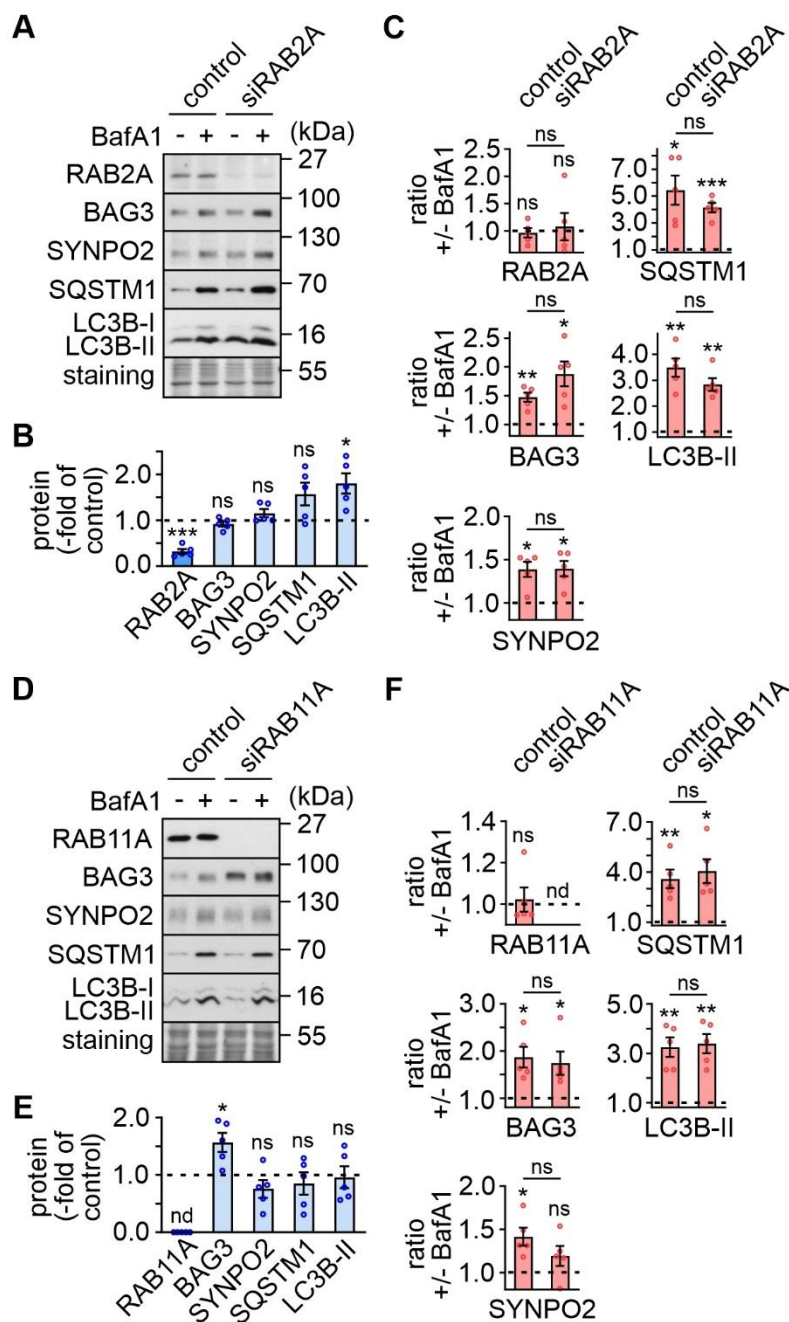 A
control
siRAB2A
BafA1 - + - + (kDa)
RAB2A
27
BAG3
100
SYNPO2
130
SQSTM1
70
LC3B-I
LC3B-II
16
staining
55
B
protein
(-fold of
control)
2.0
1.0
0.0
***
ns
ns
ns
*
RAB2A
BAG3
SYNPO2
SQSTM1
LC3B-II
C
control
siRAB2A
control
siRAB2A
ratio
+/- BafA1
2.5
2.0
1.5
1.0
ns
ns
ns
RAB2A
7.0
5.0
3.0
1.0
ns
*
***
SQSTM1
ratio
+/- BafA1
2.5
2.0
1.5
1.0
ns
**
*
BAG3
4.0
3.0
2.0
1.0
ns
**
**
LC3B-II
ratio
+/- BafA1
2.0
1.5
1.0
ns
*
*
SYNPO2
D
control
siRAB11A
BafA1 - + - + (kDa)
RAB11A
27
BAG3
100
SYNPO2
130
SQSTM1
70
LC3B-I
LC3B-II
16
staining
55
E
protein
(-fold of
control)
2.0
1.0
0.0
nd
*
ns
ns
ns
RAB11A
BAG3
SYNPO2
SQSTM1
LC3B-II
F
control
siRAB11A
control
siRAB11A
ratio
+/- BafA1
1.4
1.2
1.0
ns
nd
RAB11A
7.0
4.0
1.0
ns
**
*
SQSTM1
ratio
+/- BafA1
3.0
2.0
1.0
ns
*
*
BAG3
5.0
3.0
1.0
ns
**
**
LC3B-II
ratio
+/- BafA1
2.0
1.5
1.0
ns
*
ns
SYNPO2